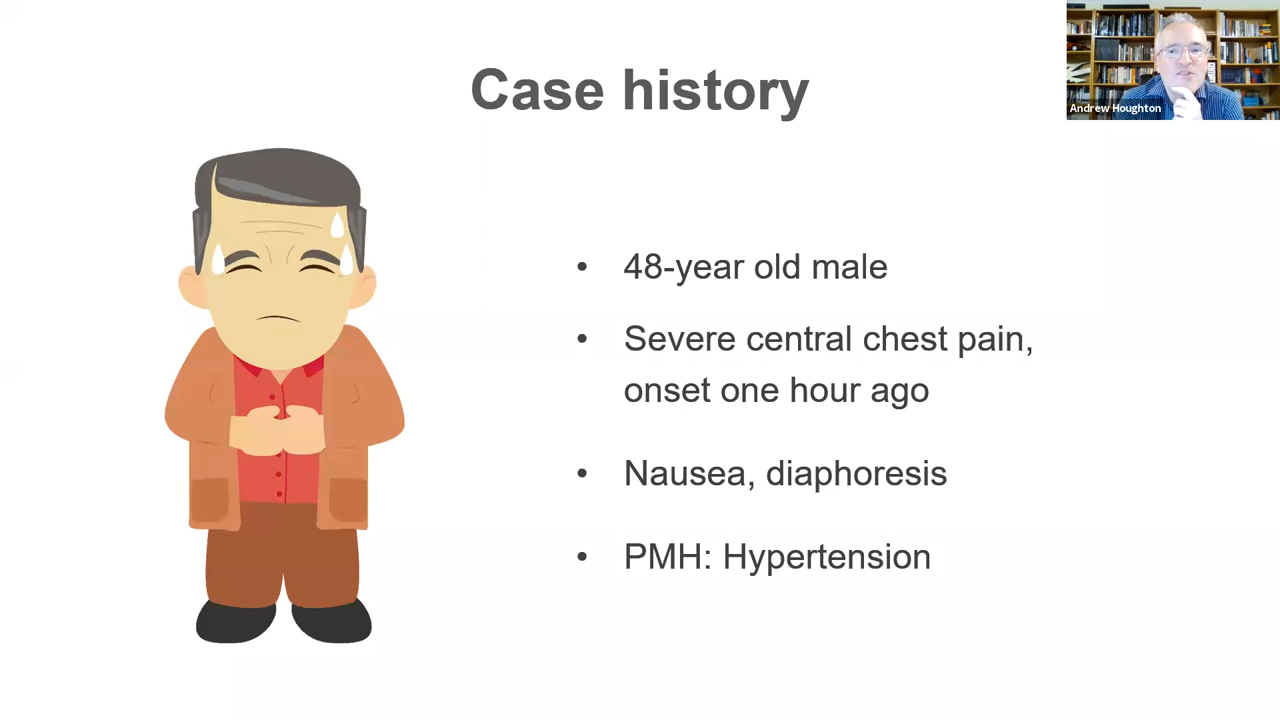 Case history
Andrew Houghton
• 48-year old male
• Severe central chest pain,
onset one hour ago
• Nausea, diaphoresis
• PMH: Hypertension